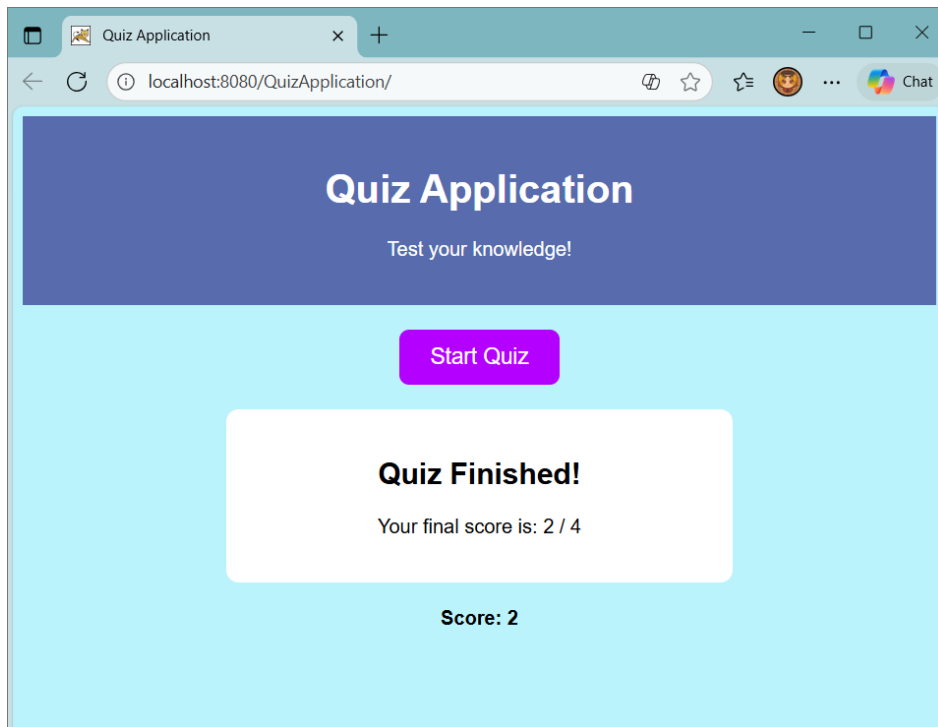 Quiz Application
localhost:8080/QuizApplication/
Chat
Quiz Application
Test your knowledge!
Start Quiz
Quiz Finished!
Your final score is: 2 / 4
Score: 2